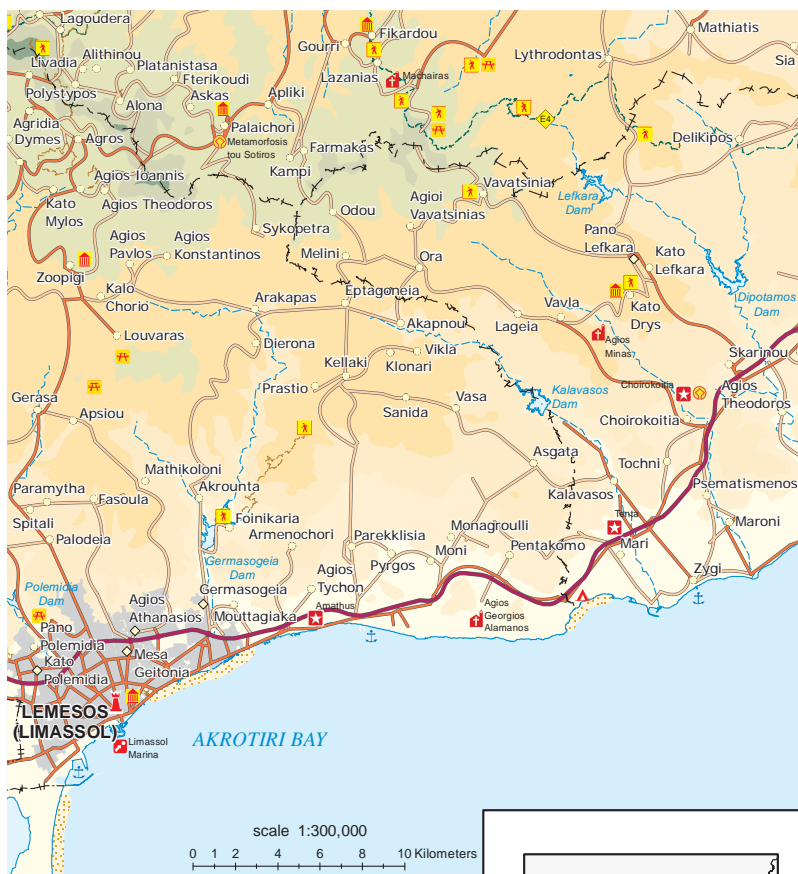 Lagoudera
Livadia
Alithinou
Platanistasa
Polystypos
Fterikoudi
Alona
Askas
Apliki
Gourri
Fikardou
Lazanias
Machairas
Lythrodontas
Mathiatis
Sia
Agridia
Dymes
Agros
Palaichori
Metamorfosis
tou Sotiros
Farmakas
Kampi
E4
Delikipos
Kato
Mylos
Agios Ioannis
Agios Theodoros
Agioi
Vavatsinias
Vavatsinia
Lefkara
Dam
Odou
Sykopetra
Agios
Pavlos
Agios
Konstantinos
Melini
Ora
Pano
Lefkara
Kato
Lefkara
Zoopigi
Kalo
Chorio
Arakapas
Eptagoneia
Akapnou
Lageia
Vavla
Kato
Drys
Dipotamos
Dam
Louvaras
Dierona
Kellaki
Vikla
Klonari
Agios
Minas
Skarinou
Prastio
Sanida
Vasa
Kalavasos
Dam
Choirokoitia
Agios
Theodoros
Choirokoitia
Gerasa
Apsiou
Asgata
Tochni
Mathikoloni
Akrounta
Kalavasos
Psematismenos
Paramytha
Fasoula
Spitali
Palodeia
Foinikaria
Armenochori
Parekklisia
Monagroulli
Moni
Pentakomo
Tenta
Mari
Maroni
Germasogeia
Dam
Agios
Tychon
Pyrgos
Zygi
Polemidia
Dam
Agios
Athanasios
Germasogeia
Mouttagiaka
Amathus
Agios
Georgios
Alamanos
Pano
Polemidia
Kato
Polemidia
Mesa
Geitonia
LEMESOS
(LIMASSOL)
Limassol
Marina
AKROTIRI BAY
scale 1:300,000
0 1 2 4 6 8 10 Kilometers